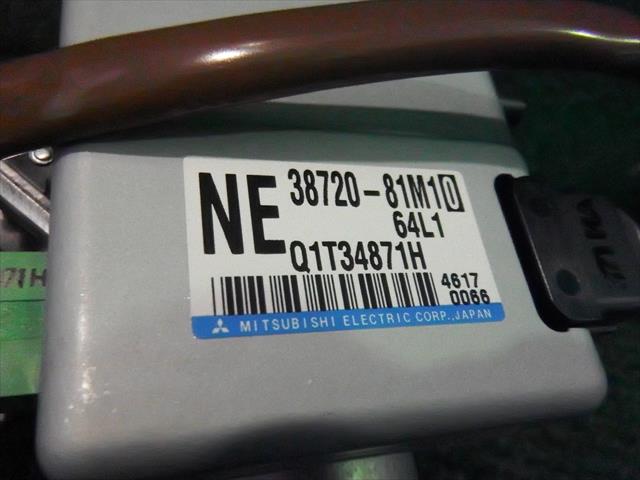 NE 38720-81M10
64L1
Q1T34871H
4617
0066
MITSUBISHI ELECTRIC CORP., JAPAN